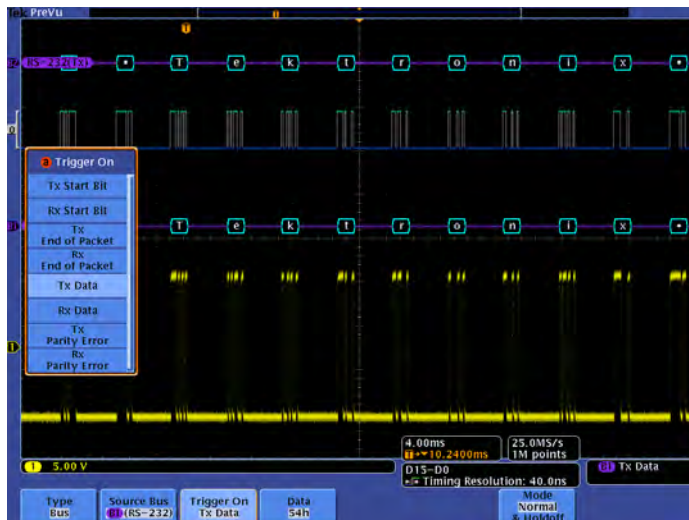 Tek PreVu
T
B2 RS-232(Tx) • T e k t r o n i x •
a Trigger On
Tx Start Bit
Rx Start Bit
Tx
End of Packet
Rx
End of Packet
Tx Data
Rx Data
Tx
Parity Error
Rx
Parity Error
T e k t r o n i x •
1
4.00ms
T 10.2400ms
25.0MS/s
1M points
1 5.00 V
D15-D0
Timing Resolution: 40.0ns
B1 Tx Data
Type
Bus
Source Bus
B1 (RS-232)
Trigger On
Tx Data
Data
54h
Mode
Normal
& Holdoff